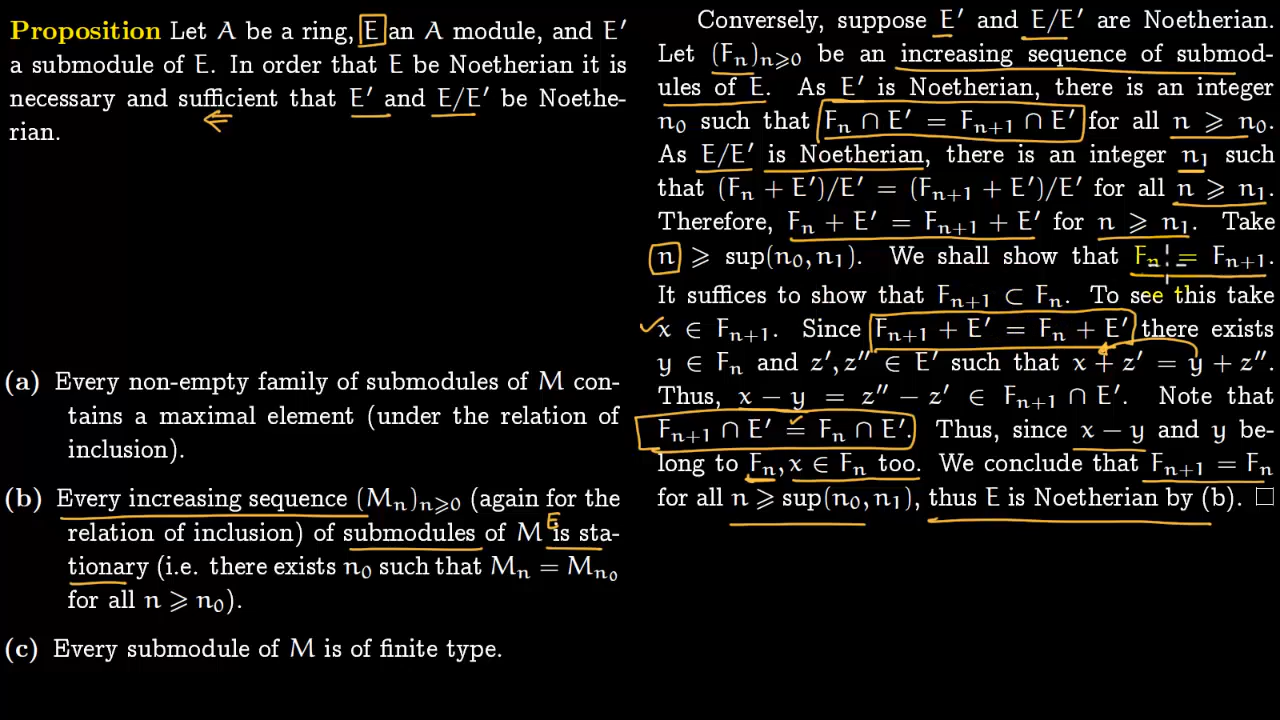 Proposition Let A be a ring, E an A module, and E′
a submodule of E. In order that E be Noetherian it is
necessary and sufficient that E′ and E/E′ be Noethe-
rian.
(a) Every non-empty family of submodules of M con-
tains a maximal element (under the relation of
inclusion).
(b) Every increasing sequence (Mₙ)ₙ⩾₀ (again for the
relation of inclusion) of submodules of M E is sta-
tionary (i.e. there exists n₀ such that Mₙ = Mₙ₀
for all n ⩾ n₀).
(c) Every submodule of M is of finite type.
Conversely, suppose E′ and E/E′ are Noetherian.
Let (Fₙ)ₙ⩾₀ be an increasing sequence of submod-
ules of E. As E′ is Noetherian, there is an integer
n₀ such that Fₙ ∩ E′ = Fₙ₊₁ ∩ E′ for all n ⩾ n₀.
As E/E′ is Noetherian, there is an integer n₁ such
that (Fₙ + E′)/E′ = (Fₙ₊₁ + E′)/E′ for all n ⩾ n₁.
Therefore, Fₙ + E′ = Fₙ₊₁ + E′ for n ⩾ n₁. Take
n ⩾ sup(n₀, n₁). We shall show that Fₙ = Fₙ₊₁.
It suffices to show that Fₙ₊₁ ⊂ Fₙ. To see this take
x ∈ Fₙ₊₁. Since Fₙ₊₁ + E′ = Fₙ + E′ there exists
y ∈ Fₙ and z′, z″ ∈ E′ such that x + z′ = y + z″.
Thus, x − y = z″ − z′ ∈ Fₙ₊₁ ∩ E′. Note that
Fₙ₊₁ ∩ E′ = Fₙ ∩ E′. Thus, since x − y and y be-
long to Fₙ, x ∈ Fₙ too. We conclude that Fₙ₊₁ = Fₙ
for all n ⩾ sup(n₀, n₁), thus E is Noetherian by (b). □